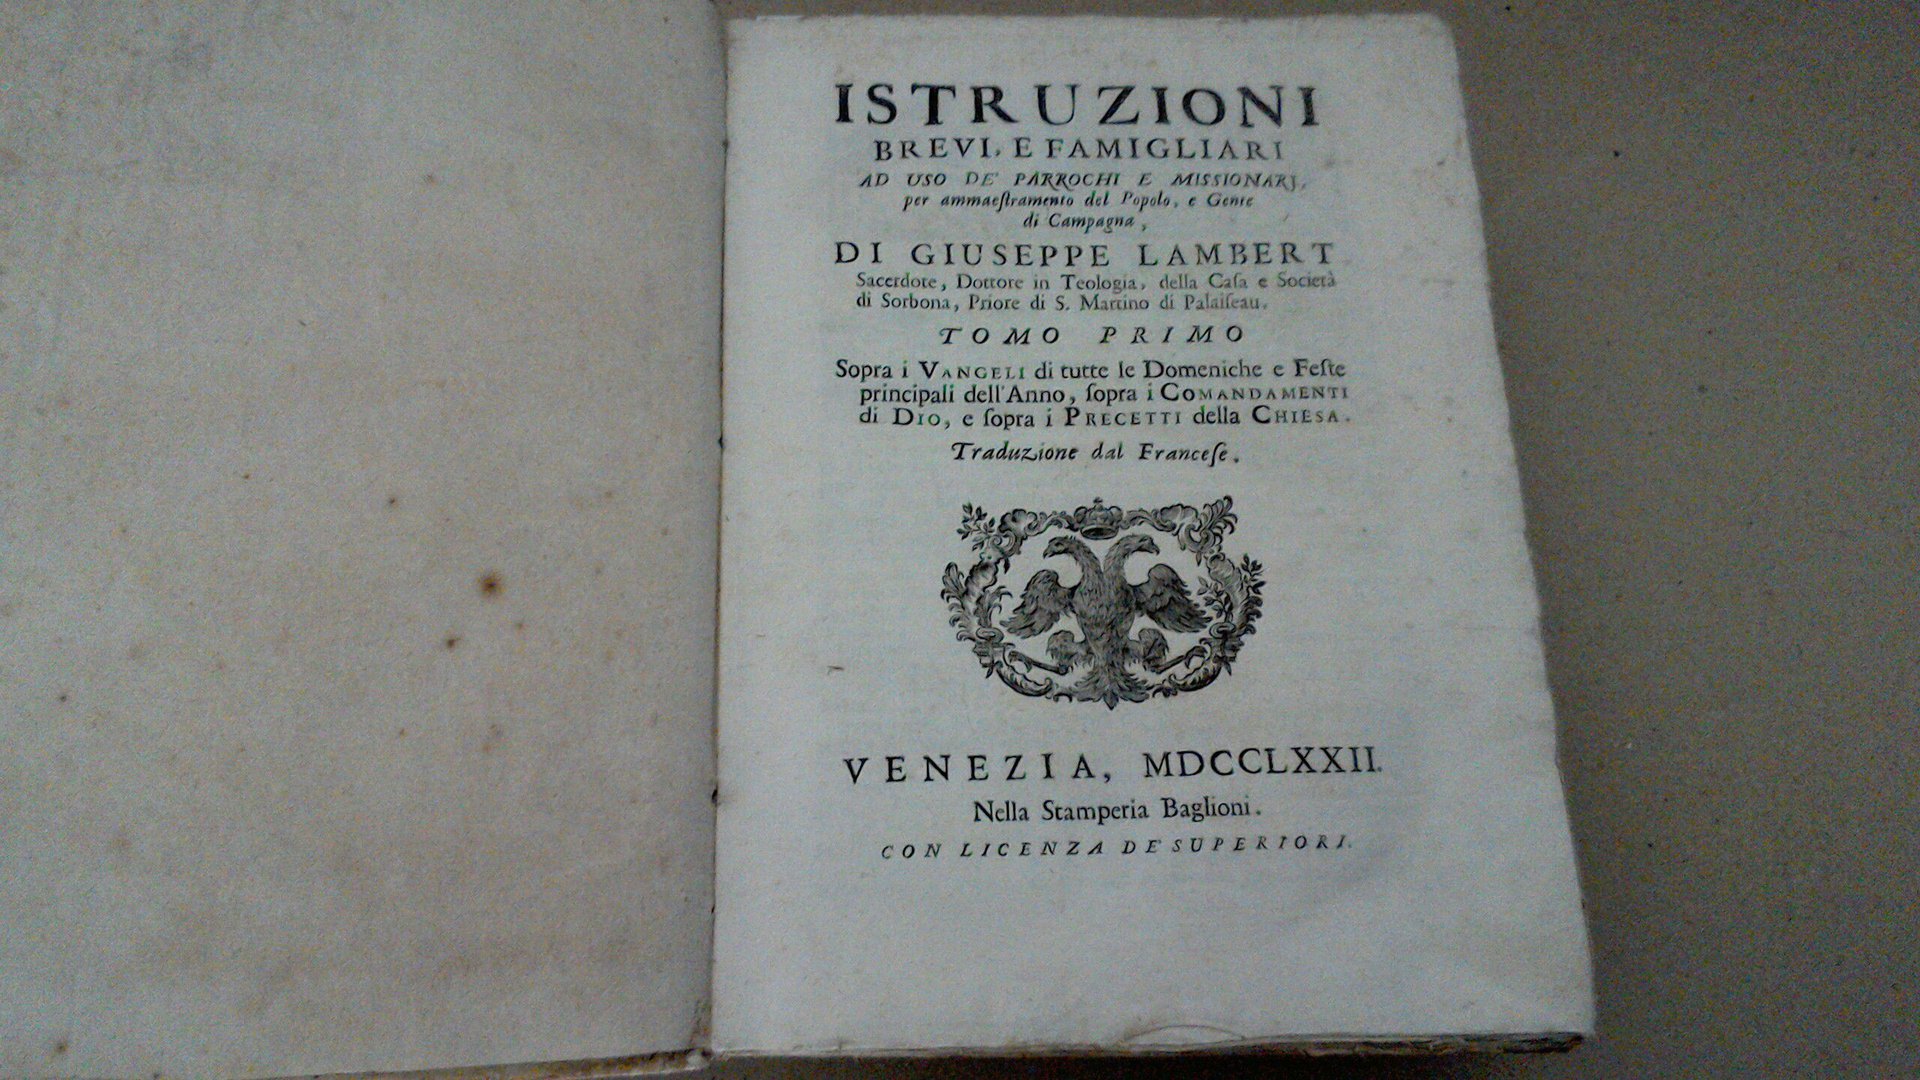 ISTRUZIONI
BREVI, E FAMIGLIARI
AD USO DE' PARROCHI E MISSIONARJ,
per ammaeſtramento del Popolo, e Gente
di Campagna,
DI GIUSEPPE LAMBERT
Sacerdote, Dottore in Teologia, della Caſa e Società
di Sorbona, Priore di S. Martino di Palaiſeau.
TOMO PRIMO
Sopra i VANGELI di tutte le Domeniche e Feſte
principali dell'Anno, ſopra i COMANDAMENTI
di DIO, e ſopra i PRECETTI della CHIESA.
Traduzione dal Franceſe.
VENEZIA, MDCCLXXII.
Nella Stamperia Baglioni.
CON LICENZA DE' SUPERIORI.